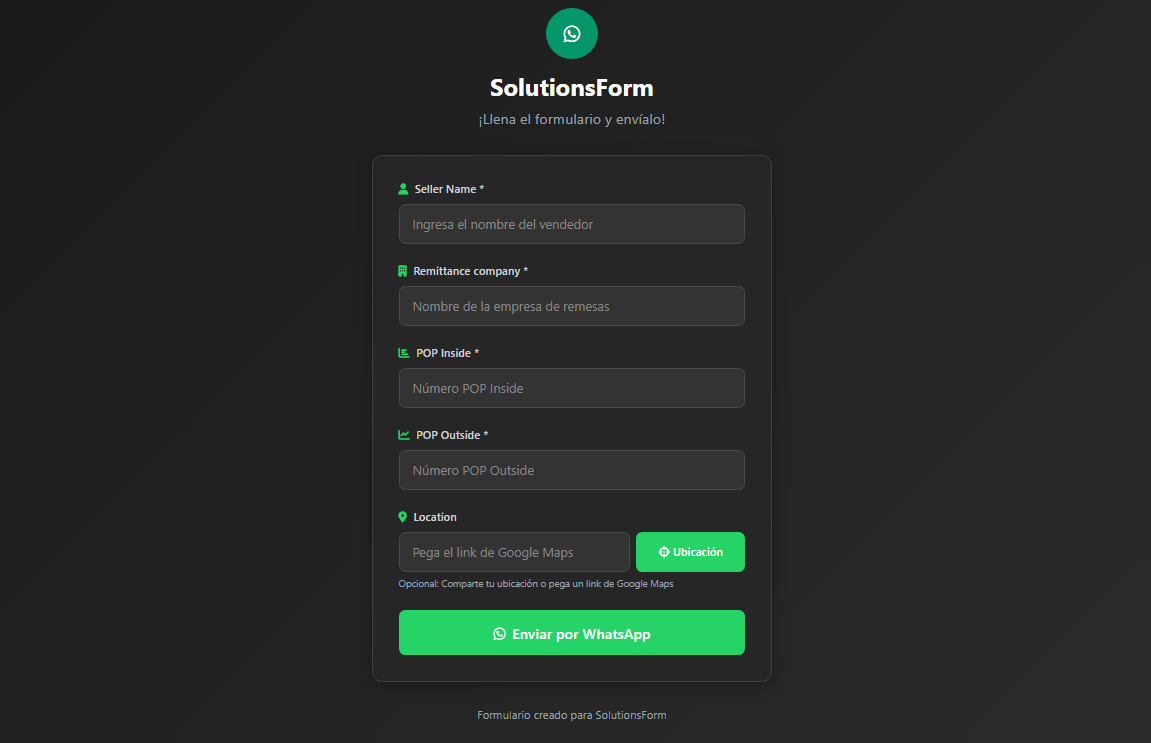 SolutionsForm
¡Llena el formulario y envíalo!
Seller Name *
Ingresa el nombre del vendedor
Remittance company *
Nombre de la empresa de remesas
POP Inside *
Número POP Inside
POP Outside *
Número POP Outside
Location
Pega el link de Google Maps
Ubicación
Opcional: Comparte tu ubicación o pega un link de Google Maps
Enviar por WhatsApp
Formulario creado para SolutionsForm